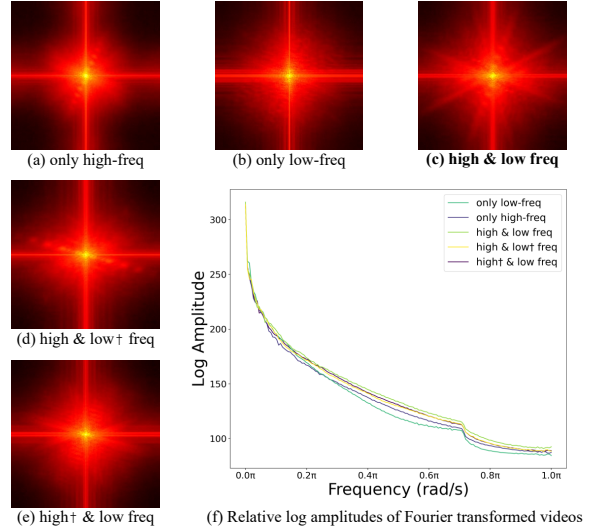 (a) only high-freq
(b) only low-freq
(c) high & low freq
(d) high & low† freq
(e) high† & low freq
300
250
200
150
100
Log Amplitude
only low-freq
only high-freq
high & low freq
high & low† freq
high† & low freq
0.0π 0.2π 0.4π 0.6π 0.8π 1.0π
Frequency (rad/s)
(f) Relative log amplitudes of Fourier transformed videos